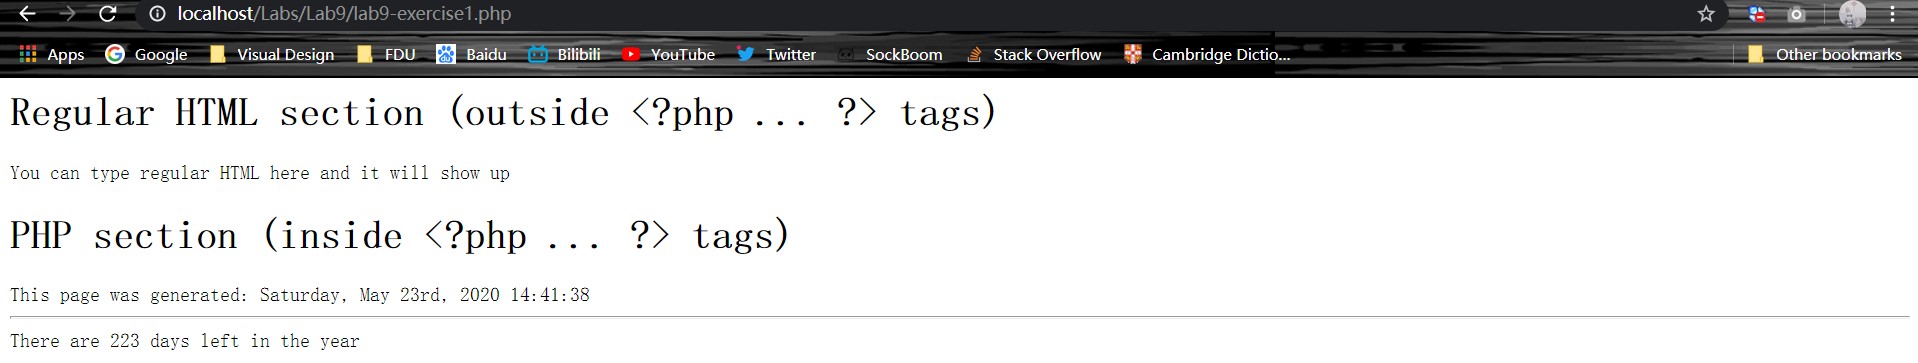 localhost/Labs/Lab9/lab9-exercise1.php
Apps Google Visual Design FDU Baidu Bilibili YouTube Twitter SockBoom Stack Overflow Cambridge Dictio... Other bookmarks
Regular HTML section (outside <?php ... ?> tags)
You can type regular HTML here and it will show up
PHP section (inside <?php ... ?> tags)
This page was generated: Saturday, May 23rd, 2020 14:41:38
There are 223 days left in the year